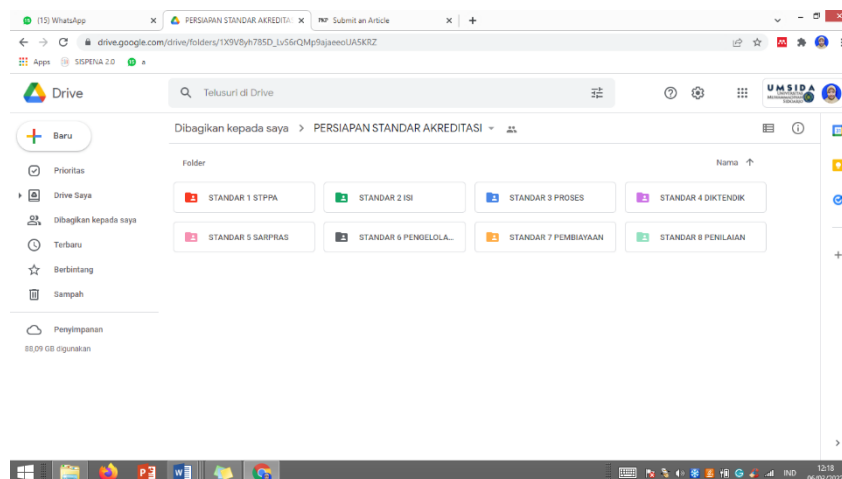 (15) WhatsApp
PERSIAPAN STANDAR AKREDITA
Submit an Article
drive.google.com/drive/folders/1X9V8yh785D_LvS6rQMp9ajaeeoUA5KRZ
Apps SISPENA 2.0 a
Drive
Telusuri di Drive
UMSIDA
Baru
Dibagikan kepada saya > PERSIAPAN STANDAR AKREDITASI
Folder
Nama
Prioritas
Drive Saya
Dibagikan kepada saya
Terbaru
Berbintang
Sampah
Penyimpanan
88,09 GB digunakan
STANDAR 1 STPPA
STANDAR 2 ISI
STANDAR 3 PROSES
STANDAR 4 DIKTENDIK
STANDAR 5 SARPRAS
STANDAR 6 PENGELOLA...
STANDAR 7 PEMBIAYAAN
STANDAR 8 PENILAIAN
IND
12:18